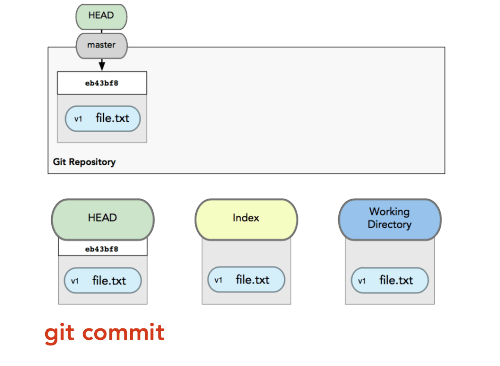 HEAD
master
eb43bf8
v1 file.txt
Git Repository
HEAD
Index
Working
Directory
eb43bf8
v1 file.txt
v1 file.txt
v1 file.txt
git commit